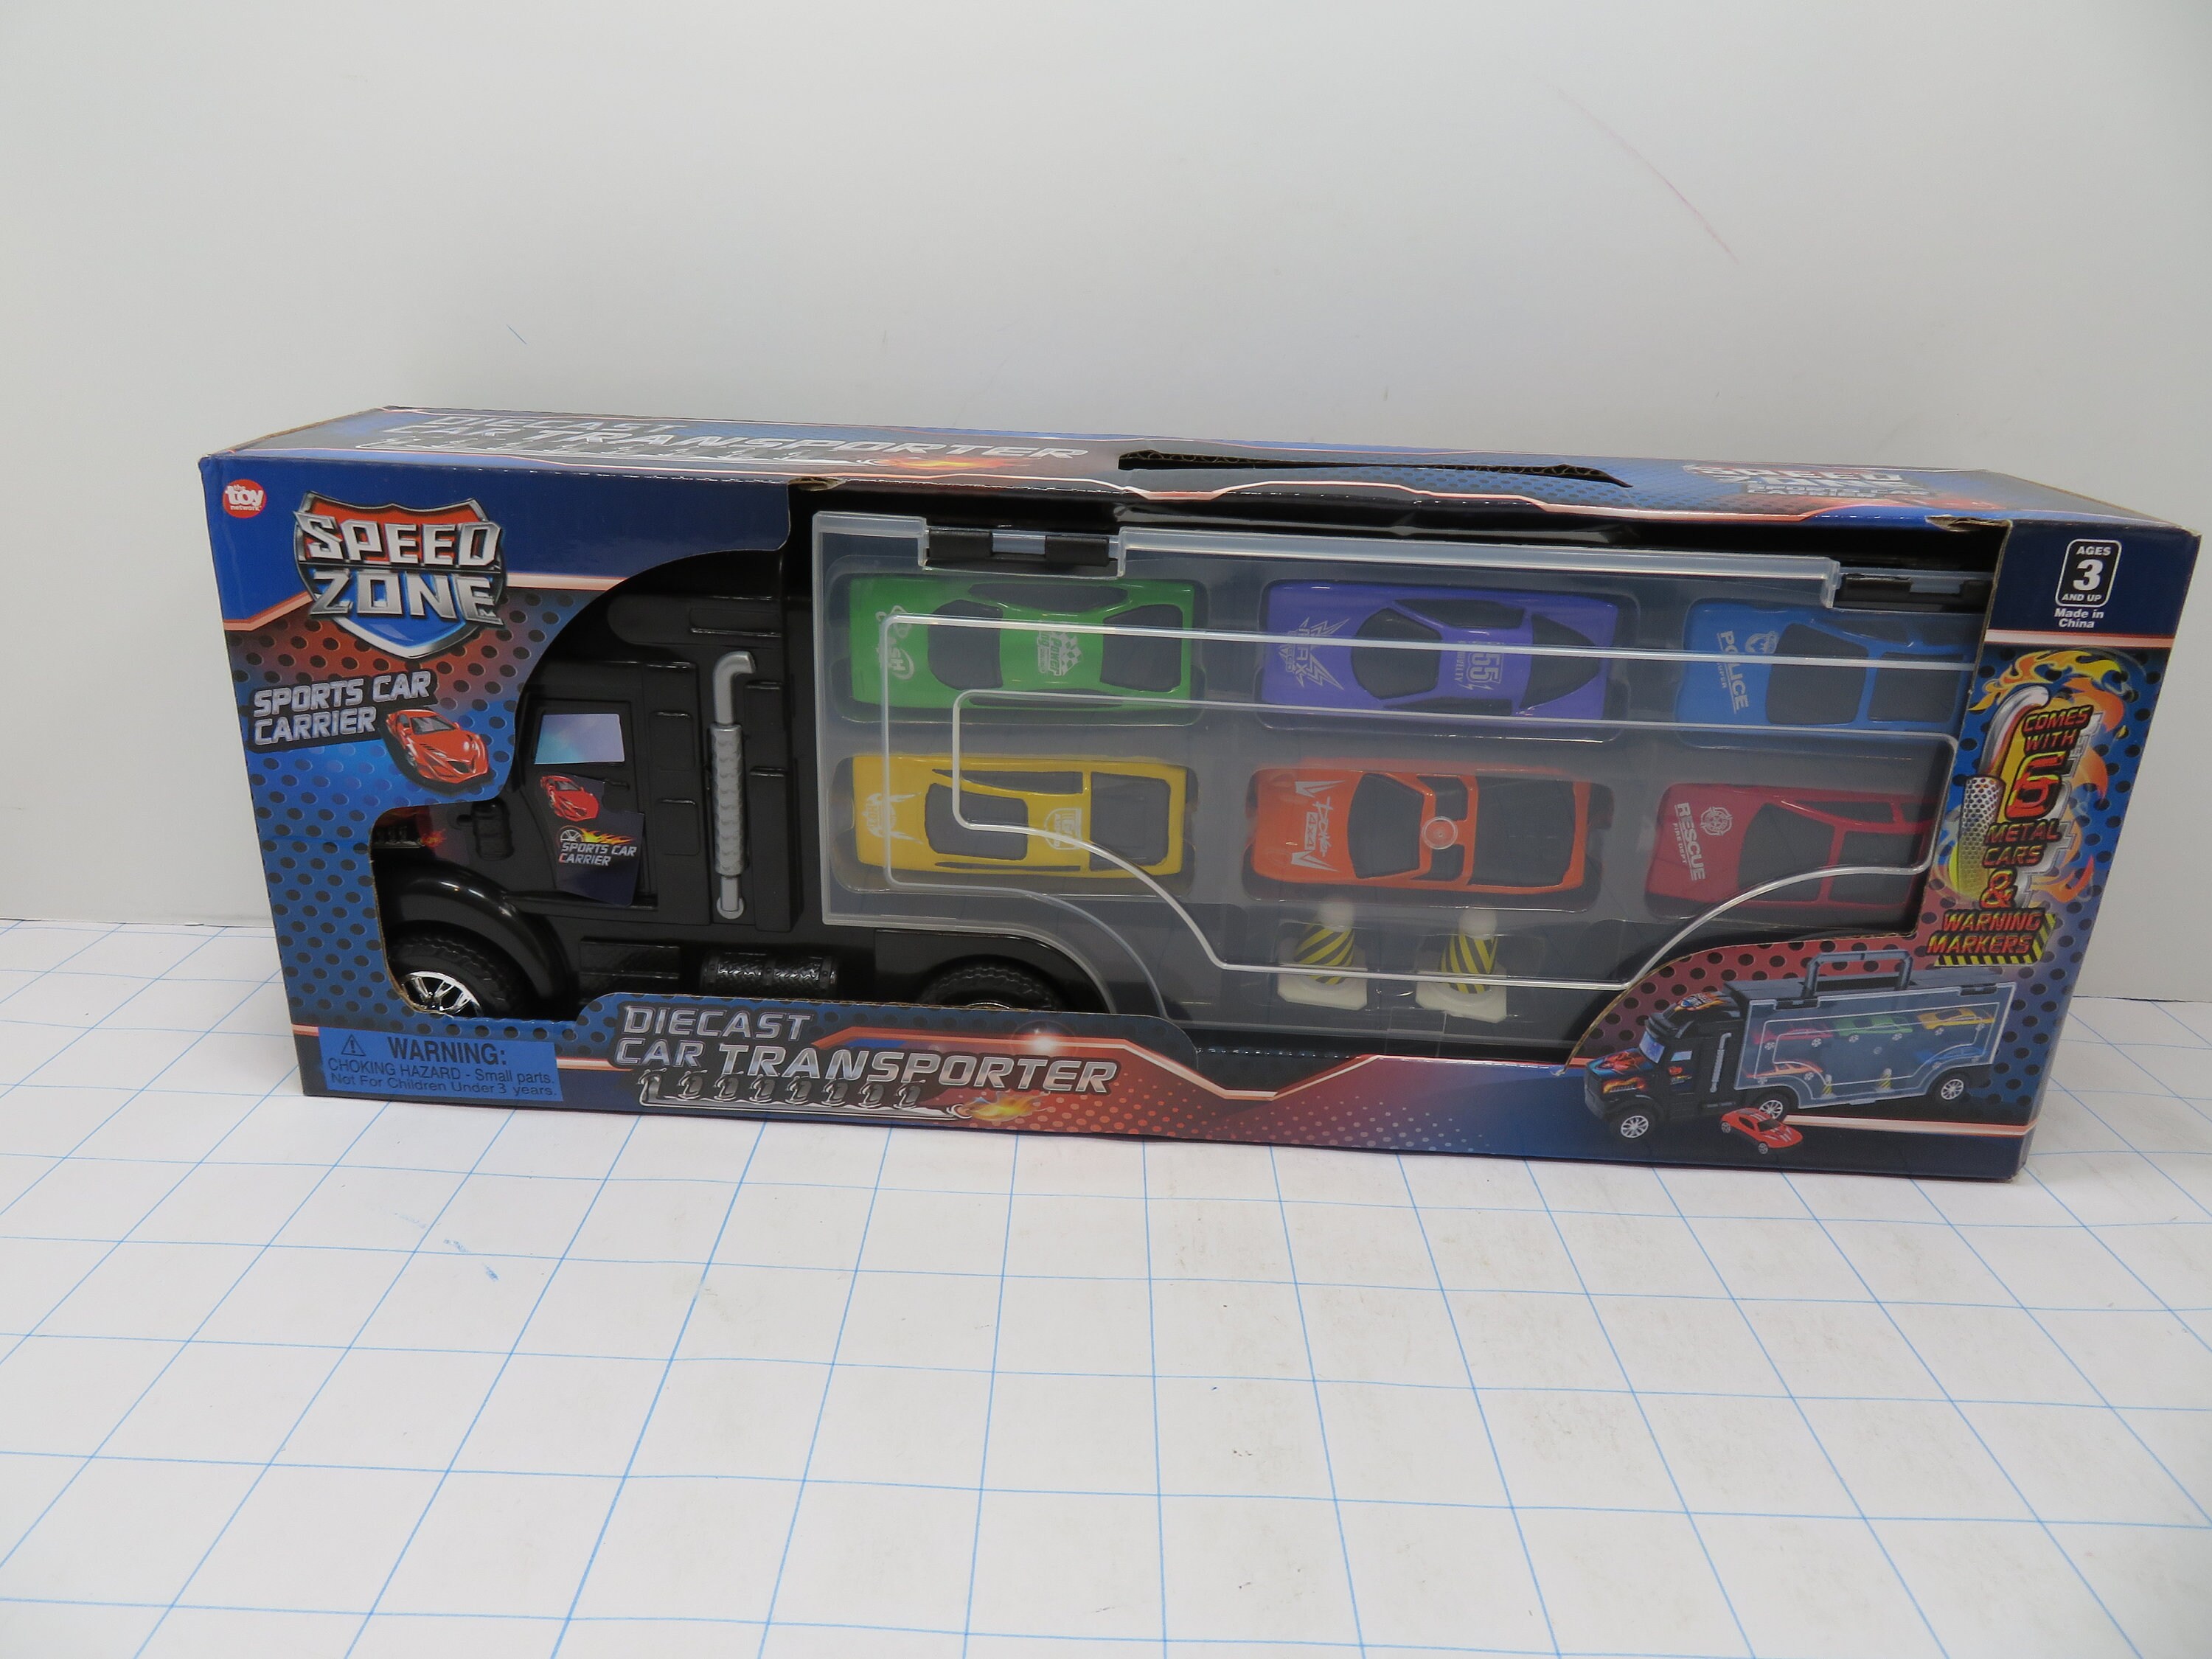 DIECAST
CAR TRANSPORTER
the toy network
SPEED
ZONE
SPORTS CAR
CARRIER
SPORTS CAR
CARRIER
AGES
3
AND UP
Made in
China
POLICE
55
RESCUE
FIRE DEPT
COMES
WITH
6
METAL
CARS
&
WARNING
MARKERS
WARNING:
CHOKING HAZARD - Small parts.
Not For Children Under 3 years.
DIECAST
CAR TRANSPORTER